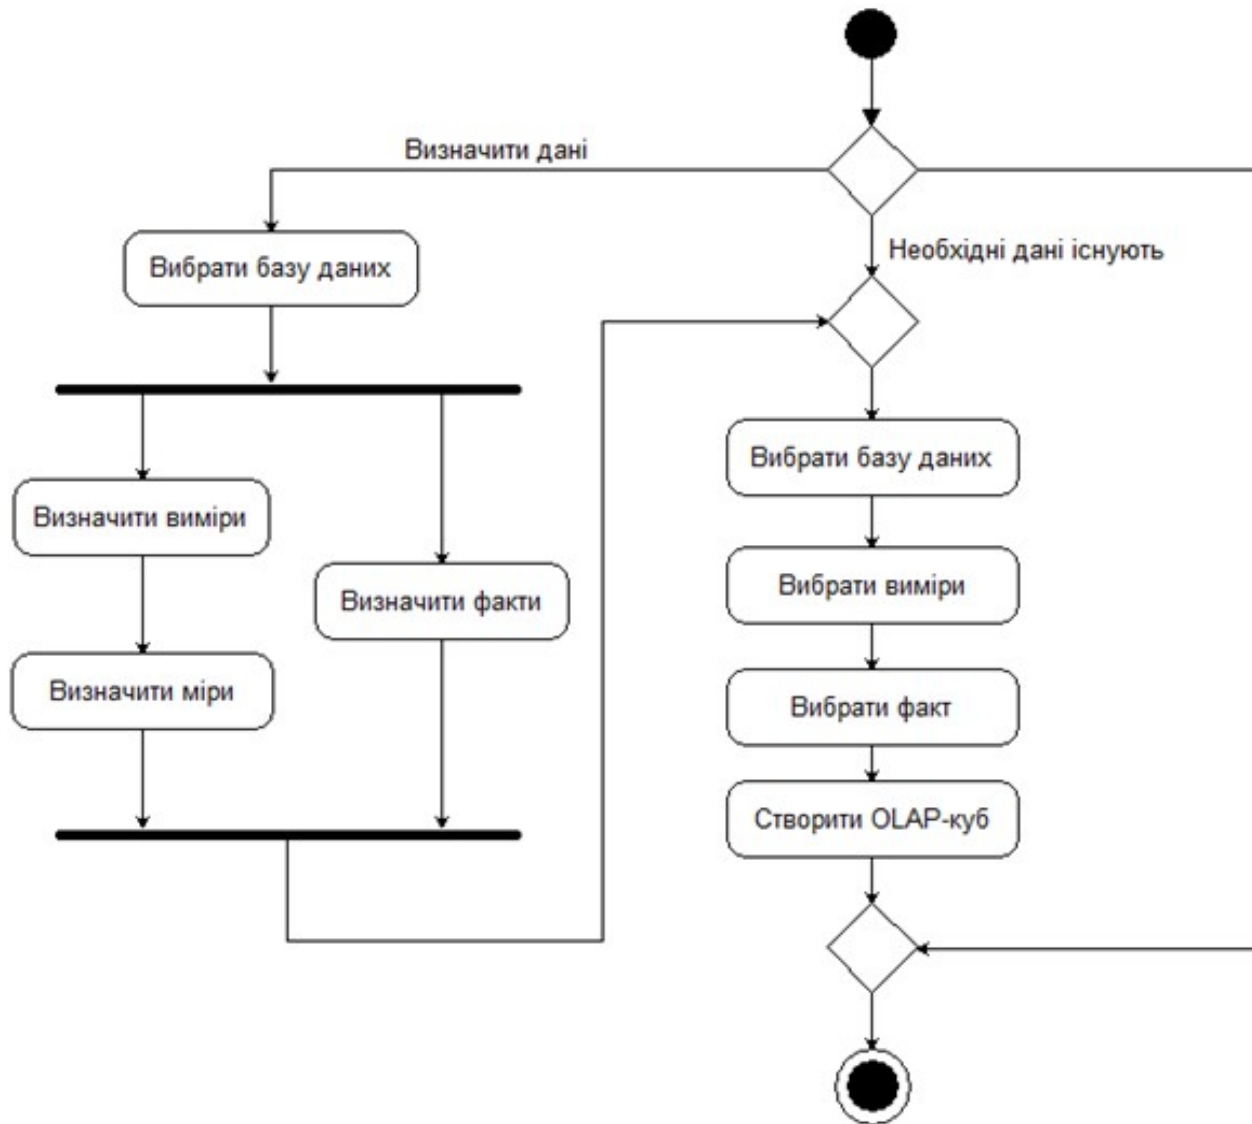 Визначити дані
Необхідні дані існують
Вибрати базу даних
Визначити виміри
Визначити факти
Визначити міри
Вибрати базу даних
Вибрати виміри
Вибрати факт
Створити OLAP-куб